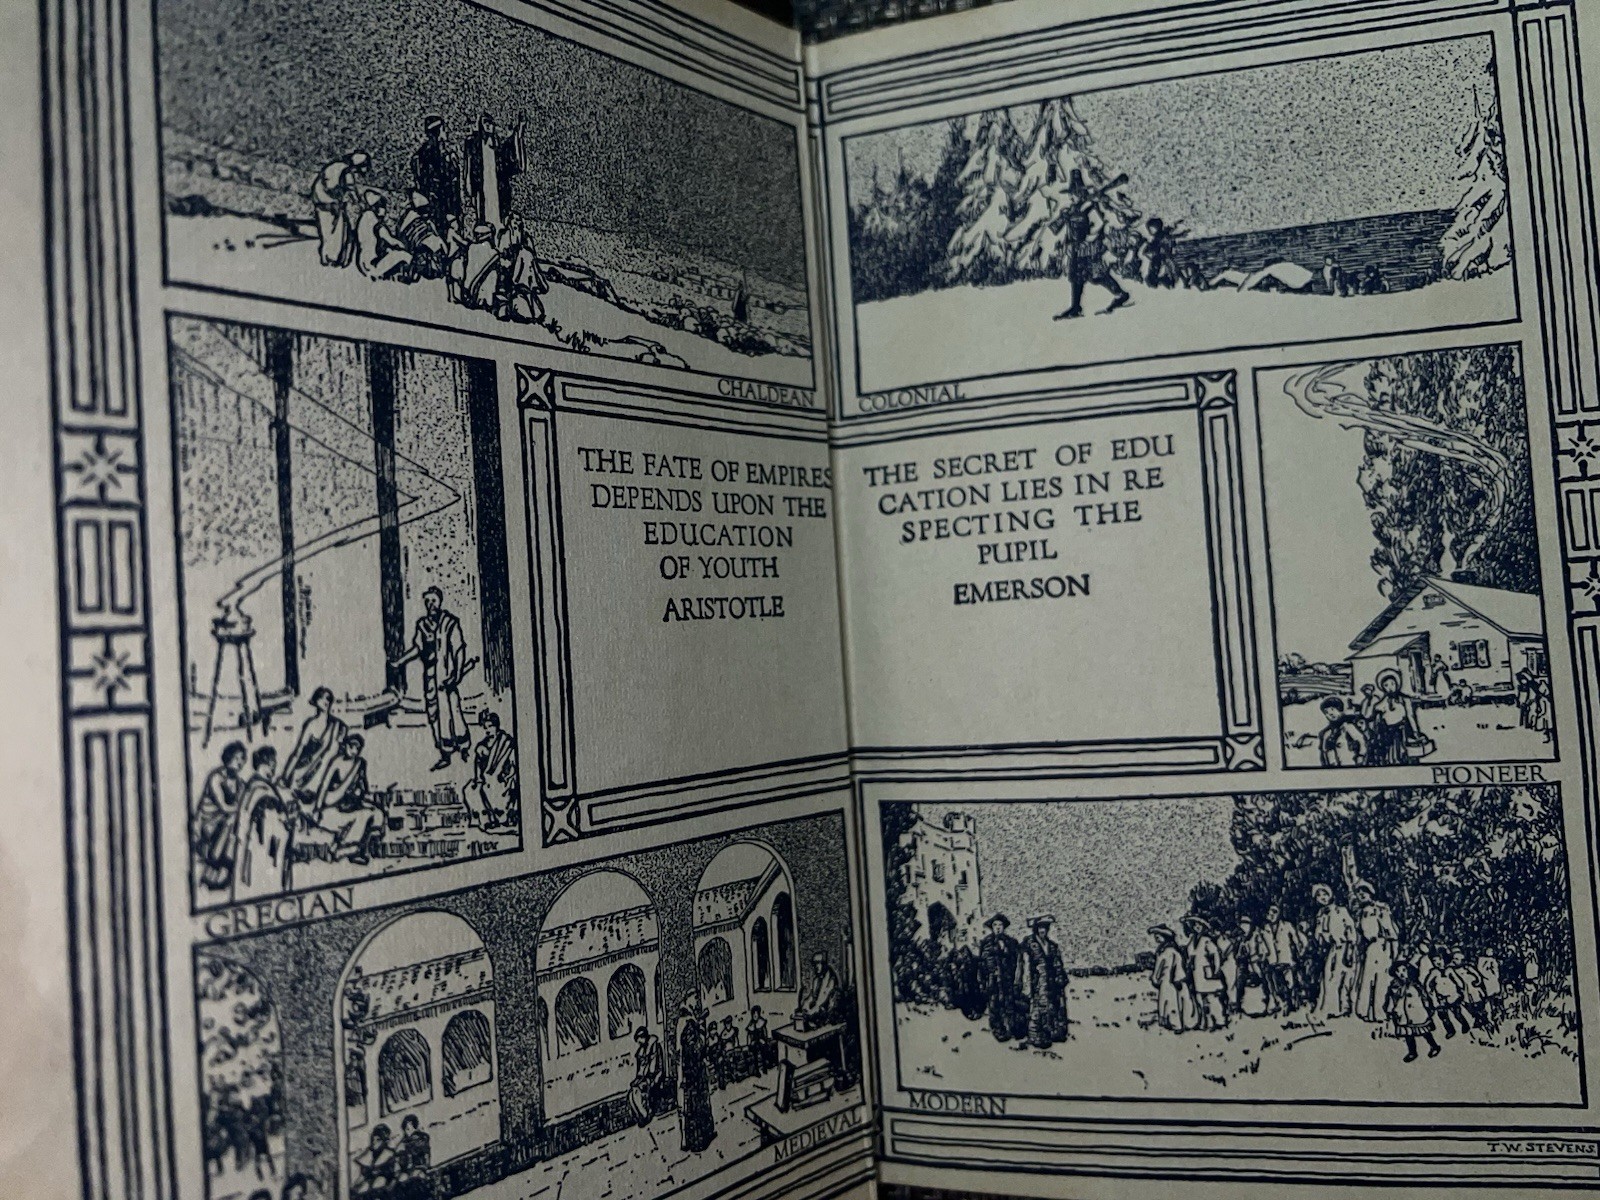 CHALDEAN
THE FATE OF EMPIRES
DEPENDS UPON THE
EDUCATION
OF YOUTH
ARISTOTLE
GRECIAN
MEDIEVAL
COLONIAL
THE SECRET OF EDU
CATION LIES IN RE
SPECTING THE
PUPIL
EMERSON
PIONEER
MODERN
T.W. STEVENS